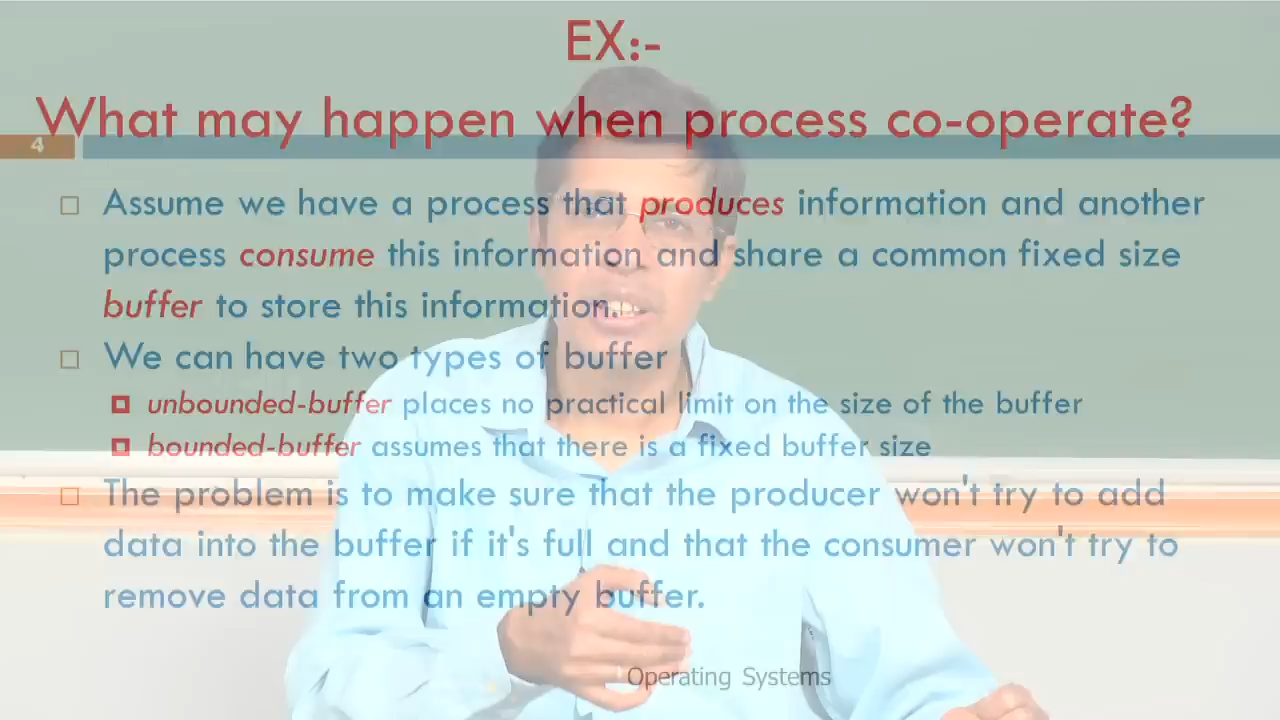 EX:-
What may happen when process co-operate?
4
Assume we have a process that produces information and another
process consume this information and share a common fixed size
buffer to store this information.
We can have two types of buffer
unbounded-buffer places no practical limit on the size of the buffer
bounded-buffer assumes that there is a fixed buffer size
The problem is to make sure that the producer won't try to add
data into the buffer if it's full and that the consumer won't try to
remove data from an empty buffer.
Operating Systems